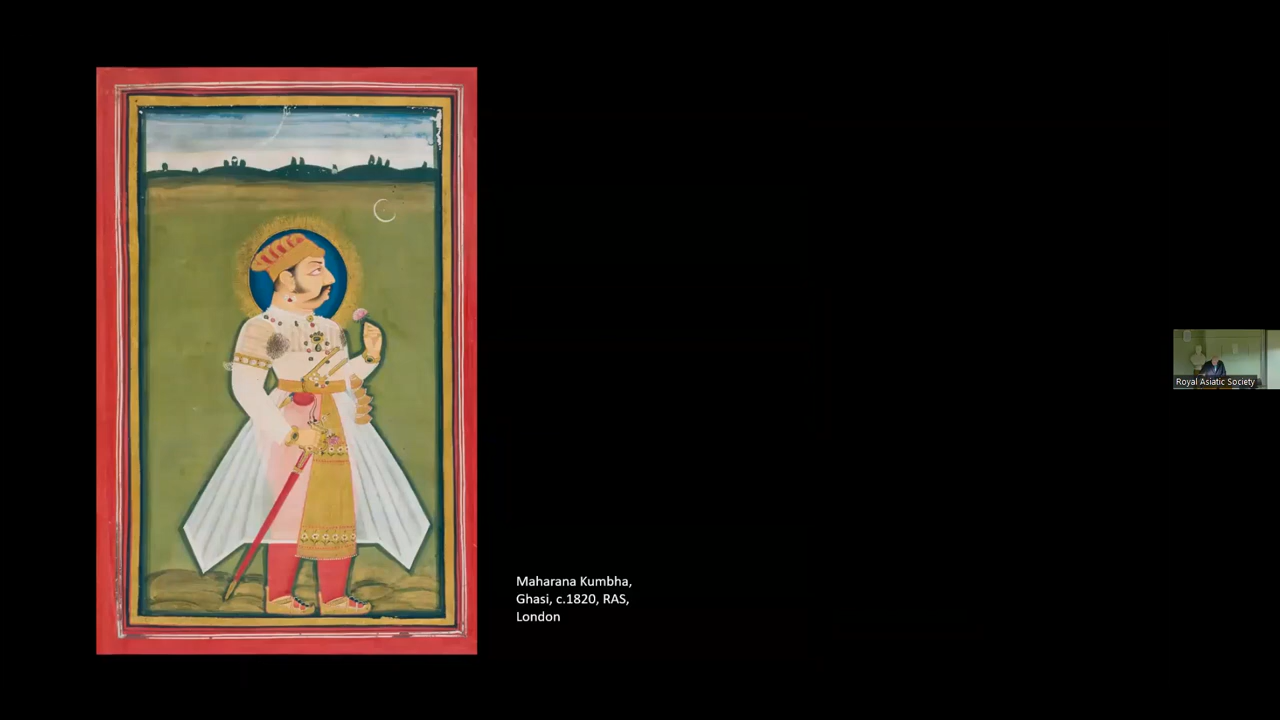 Maharana Kumbha,
Ghasi, c.1820, RAS,
London
Royal Asiatic Society